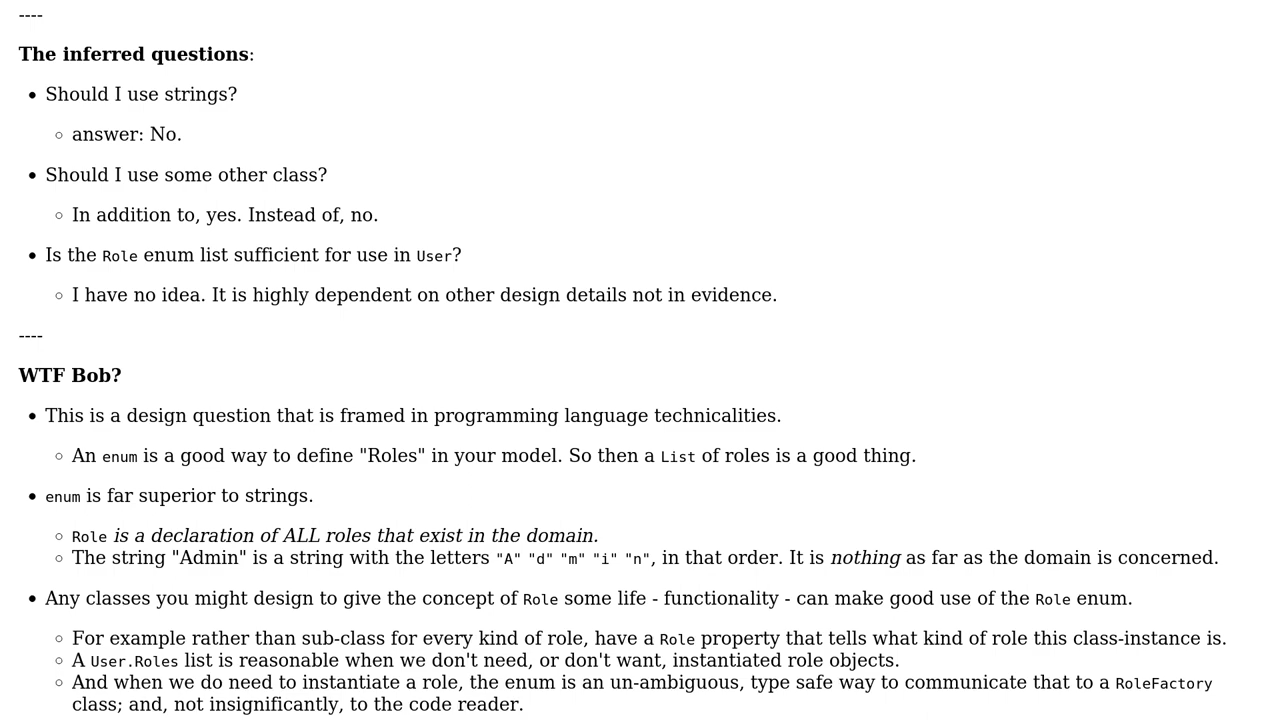 ----
The inferred questions:
• Should I use strings?
◦ answer: No.
• Should I use some other class?
◦ In addition to, yes. Instead of, no.
• Is the Role enum list sufficient for use in User?
◦ I have no idea. It is highly dependent on other design details not in evidence.
----
WTF Bob?
• This is a design question that is framed in programming language technicalities.
◦ An enum is a good way to define "Roles" in your model. So then a List of roles is a good thing.
• enum is far superior to strings.
◦ Role is a declaration of ALL roles that exist in the domain.
◦ The string "Admin" is a string with the letters "A" "d" "m" "i" "n", in that order. It is nothing as far as the domain is concerned.
• Any classes you might design to give the concept of Role some life - functionality - can make good use of the Role enum.
◦ For example rather than sub-class for every kind of role, have a Role property that tells what kind of role this class-instance is.
◦ A User.Roles list is reasonable when we don't need, or don't want, instantiated role objects.
◦ And when we do need to instantiate a role, the enum is an un-ambiguous, type safe way to communicate that to a RoleFactory
class; and, not insignificantly, to the code reader.